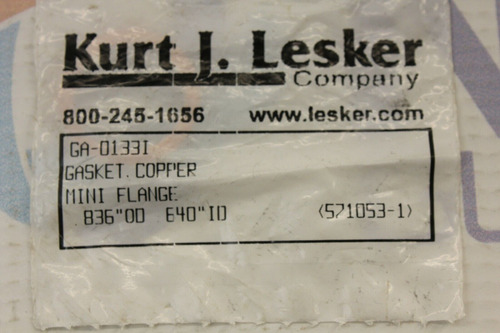 Kurt J. Lesker
Company
800-245-1656 www.lesker.com
GA-0133I
GASKET, COPPER
MINI FLANGE
836"OD 640"ID (571053-1)